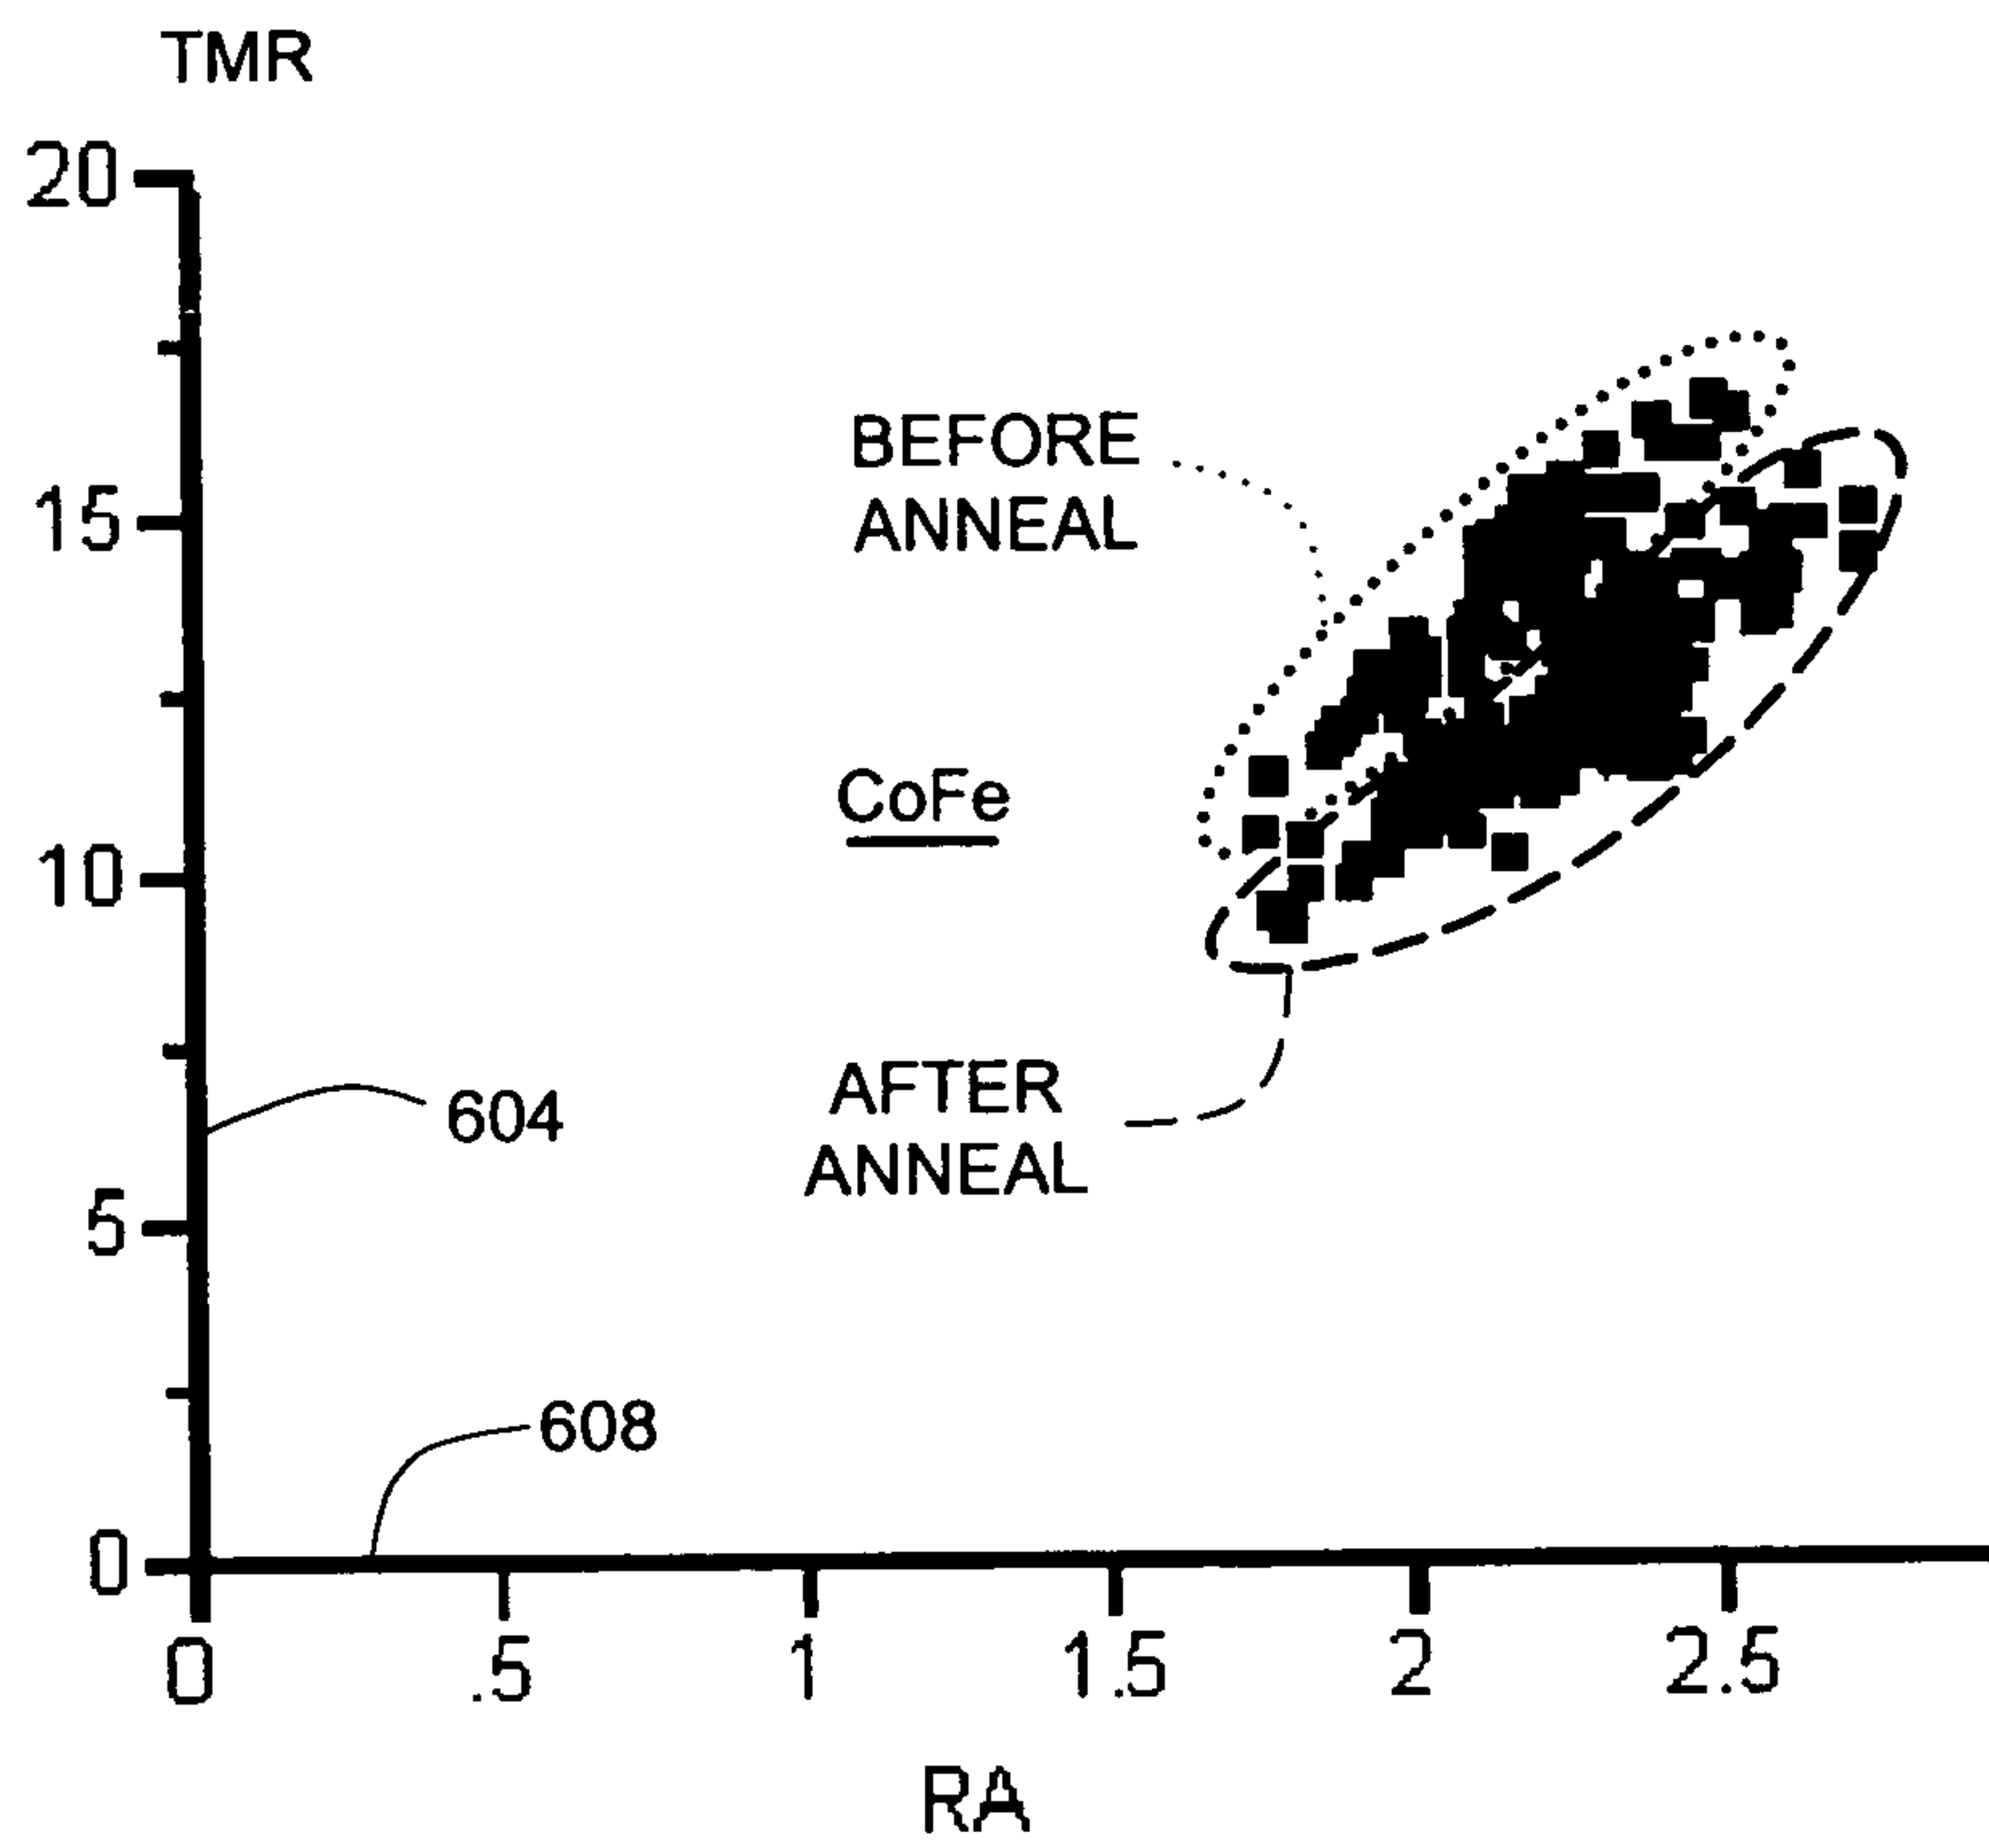 TMR
20
15
BEFORE
ANNEAL
CoFe
10
AFTER
ANNEAL
604
5
608
0
0 .5 1 1.5 2 2.5
RA